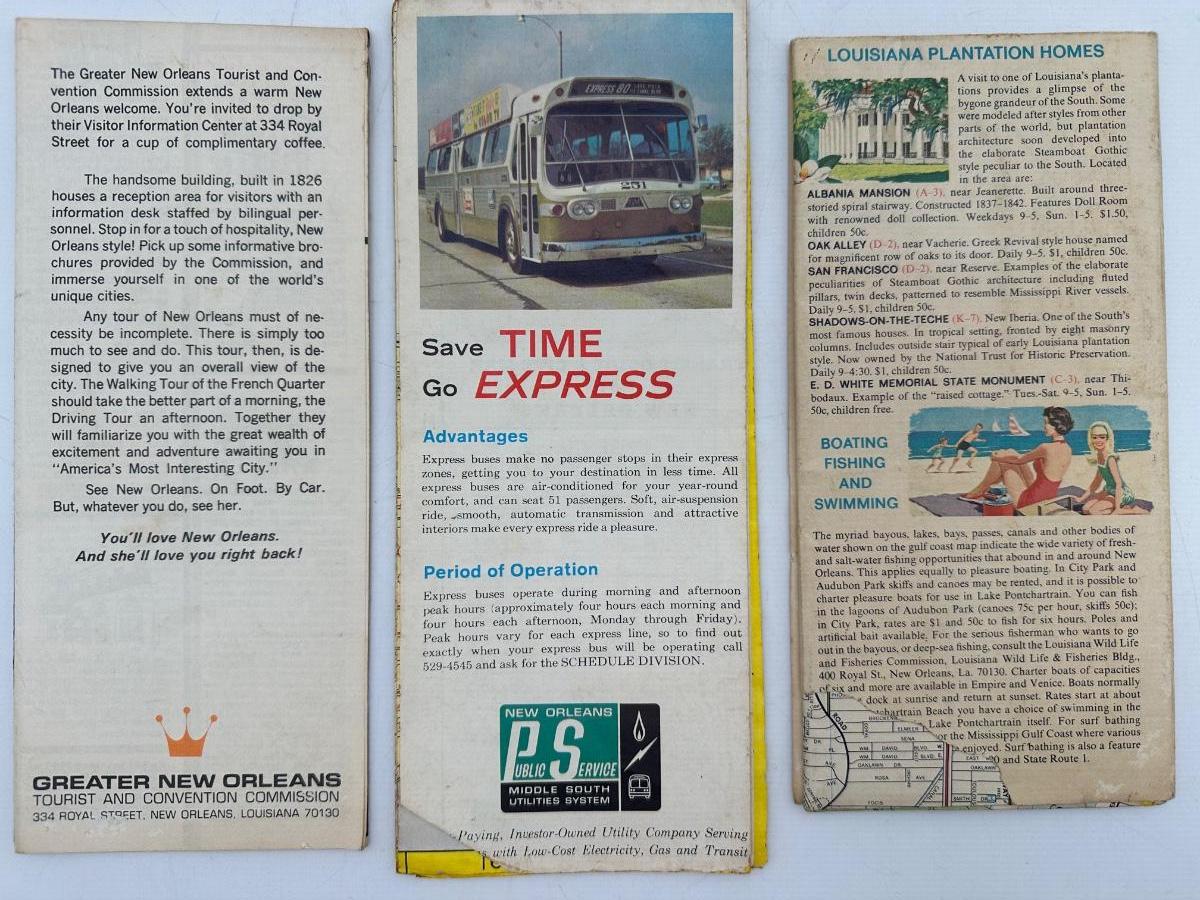 The Greater New Orleans Tourist and Con-
vention Commission extends a warm New
Orleans welcome. You're invited to drop by
their Visitor Information Center at 334 Royal
Street for a cup of complimentary coffee.
The handsome building, built in 1826
houses a reception area for visitors with an
information desk staffed by bilingual per-
sonnel. Stop in for a touch of hospitality, New
Orleans style! Pick up some informative bro-
chures provided by the Commission, and
immerse yourself in one of the world's
unique cities.
Any tour of New Orleans must of ne-
cessity be incomplete. There is simply too
much to see and do. This tour, then, is de-
signed to give you an overall view of the
city. The Walking Tour of the French Quarter
should take the better part of a morning, the
Driving Tour an afternoon. Together they
will familiarize you with the great wealth of
excitement and adventure awaiting you in
"America's Most Interesting City."
See New Orleans. On Foot. By Car.
But, whatever you do, see her.
You'll love New Orleans.
And she'll love you right back!
GREATER NEW ORLEANS
TOURIST AND CONVENTION COMMISSION
334 ROYAL STREET, NEW ORLEANS, LOUISIANA 70130
EXPRESS 80
251
Save TIME
Go EXPRESS
Advantages
Express buses make no passenger stops in their express
zones, getting you to your destination in less time. All
express buses are air-conditioned for your year-round
comfort, and can seat 51 passengers. Soft, air-suspension
ride, smooth, automatic transmission and attractive
interiors make every express ride a pleasure.
Period of Operation
Express buses operate during morning and afternoon
peak hours (approximately four hours each morning and
four hours each afternoon, Monday through Friday).
Peak hours vary for each express line, so to find out
exactly when your express bus will be operating call
529-4545 and ask for the SCHEDULE DIVISION.
NEW ORLEANS
PUBLIC SERVICE
MIDDLE SOUTH
UTILITIES SYSTEM
-Paying, Investor-Owned Utility Company Serving
with Low-Cost Electricity, Gas and Transit
LOUISIANA PLANTATION HOMES
A visit to one of Louisiana's planta-
tions provides a glimpse of the
bygone grandeur of the South. Some
were modeled after styles from other
parts of the world, but plantation
architecture soon developed into
the elaborate Steamboat Gothic
style peculiar to the South. Located
in the area are:
ALBANIA MANSION (A-3), near Jeanerette. Built around three-
storied spiral stairway. Constructed 1837-1842. Features Doll Room
with renowned doll collection. Weekdays 9-5, Sun. 1-5. $1.50,
children 50c.
OAK ALLEY (D-2), near Vacherie. Greek Revival style house named
for magnificent row of oaks to its door. Daily 9-5. $1, children 50c.
SAN FRANCISCO (D-2), near Reserve. Examples of the elaborate
peculiarities of Steamboat Gothic architecture including fluted
pillars, twin decks, patterned to resemble Mississippi River vessels.
Daily 9-5, $1, children 50c.
SHADOWS-ON-THE-TECHE (K-7), New Iberia. One of the South's
most famous houses. In tropical setting, fronted by eight masonry
columns. Includes outside stair typical of early Louisiana plantation
style. Now owned by the National Trust for Historic Preservation.
Daily 9-4:30. $1, children 50c.
E. D. WHITE MEMORIAL STATE MONUMENT (C-3), near Thi-
bodaux. Example of the "raised cottage." Tues.-Sat. 9-5, Sun. 1-5.
50c, children free.
BOATING
FISHING
AND
SWIMMING
The myriad bayous, lakes, bays, passes, canals and other bodies of
water shown on the gulf coast map indicate the wide variety of fresh-
and salt-water fishing opportunities that abound in and around New
Orleans. This applies equally to pleasure boating. In City Park and
Audubon Park skiffs and canoes may be rented, and it is possible to
charter pleasure boats for use in Lake Pontchartrain. You can fish
in the lagoons of Audubon Park (canoes 75c per hour, skiffs 50c);
in City Park, rates are $1 and 50c to fish for six hours. Poles and
artificial bait available. For the serious fisherman who wants to go
out in the bayous, or deep-sea fishing, consult the Louisiana Wild Life
and Fisheries Commission, Louisiana Wild Life & Fisheries Bldg.,
400 Royal St., New Orleans, La. 70130. Charter boats of capacities
of six and more are available in Empire and Venice. Boats normally
dock at sunrise and return at sunset. Rates start at about
chartrain Beach you have a choice of swimming in the
Lake Pontchartrain itself. For surf bathing
or the Mississippi Gulf Coast where various
enjoyed. Surf bathing is also a feature
and State Route 1.
ROAD
ELMEER
SENA
WM. DAVID BLVD. W.
WM. DAVID BLVD. E.
OAKLAWN DR.
ROSA AVE
EAST
OAKLAWN